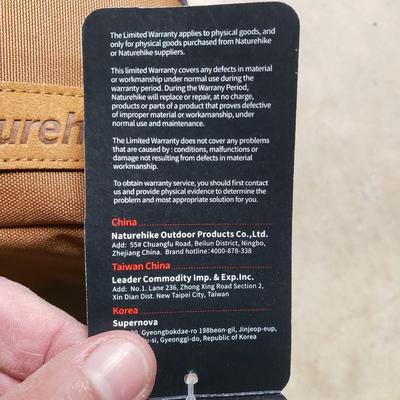 The Limited Warranty applies to physical goods, and
only for physical goods purchased from Naturehike
or Naturehike suppliers.
This limited Warranty covers any defects in material
or workmanship under normal use during the
warranty period. During the Warrany Period,
Naturehike will replace or repair, at no charge,
products or parts of a product that proves defective
of improper material or workmanship, under
normal use and maintenance.
The Limited Warranty does not cover any problems
that are caused by : conditions, malfunctions or
damage not resulting from defects in material
workmanship.
To obtain warranty service, you should first contact
us and provide physical evidence to determine the
problem and most appropriate solution for you.
China
Naturehike Outdoor Products Co.,Ltd.
Add: 55# Chuangfu Road, Beilun District, Ningbo,
Zhejiang China. Brand hotline:4000-878-338
Taiwan China
Leader Commodity Imp. & Exp.Inc.
Add: No.1. Lane 236, Zhong Xing Road Section 2,
Xin Dian Dist. New Taipei City, Taiwan
Korea
Supernova
Gyeongbokdae-ro 198beon-gil, Jinjeop-eup,
Gyeonggi-do, Republic of Korea
urehik